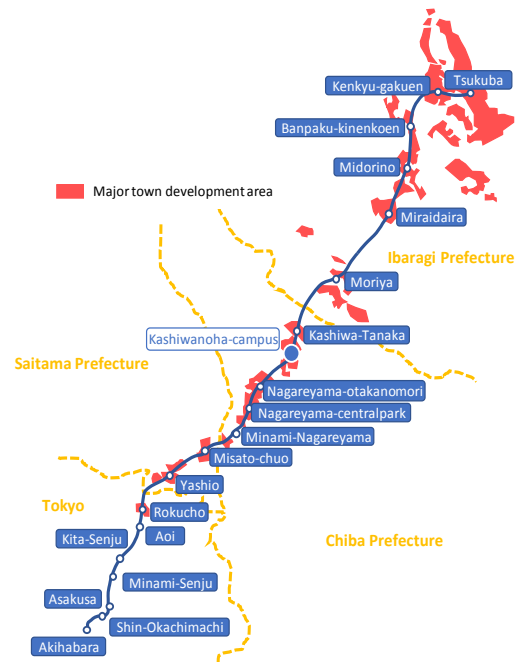 Tsukuba
Kenkyu-gakuen
Banpaku-kinenkoen
Midorino
Major town development area
Miraidaira
Ibaragi Prefecture
Moriya
Kashiwa-Tanaka
Kashiwanoha-campus
Saitama Prefecture
Nagareyama-otakanomori
Nagareyama-centralpark
Minami-Nagareyama
Misato-chuo
Yashio
Tokyo
Rokucho
Aoi
Kita-Senju
Chiba Prefecture
Minami-Senju
Asakusa
Shin-Okachimachi
Akihabara